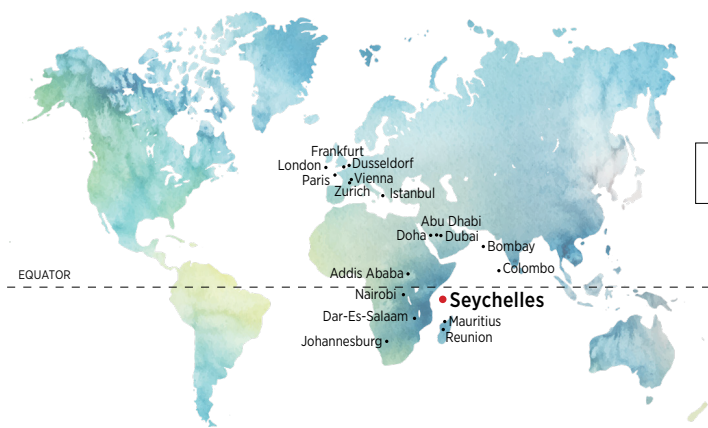 Frankfurt
London
Dusseldorf
Paris
Vienna
Zurich
Istanbul
Abu Dhabi
Doha
Dubai
Bombay
Addis Ababa
Colombo
EQUATOR
Nairobi
Seychelles
Dar-Es-Salaam
Mauritius
Reunion
Johannesburg